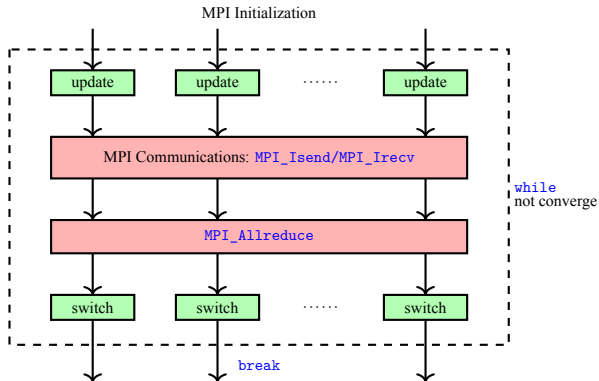 MPI Initialization
update update ...... update
MPI Communications: MPI_Isend/MPI_Irecv
while
not converge
MPI_Allreduce
switch switch ...... switch
break